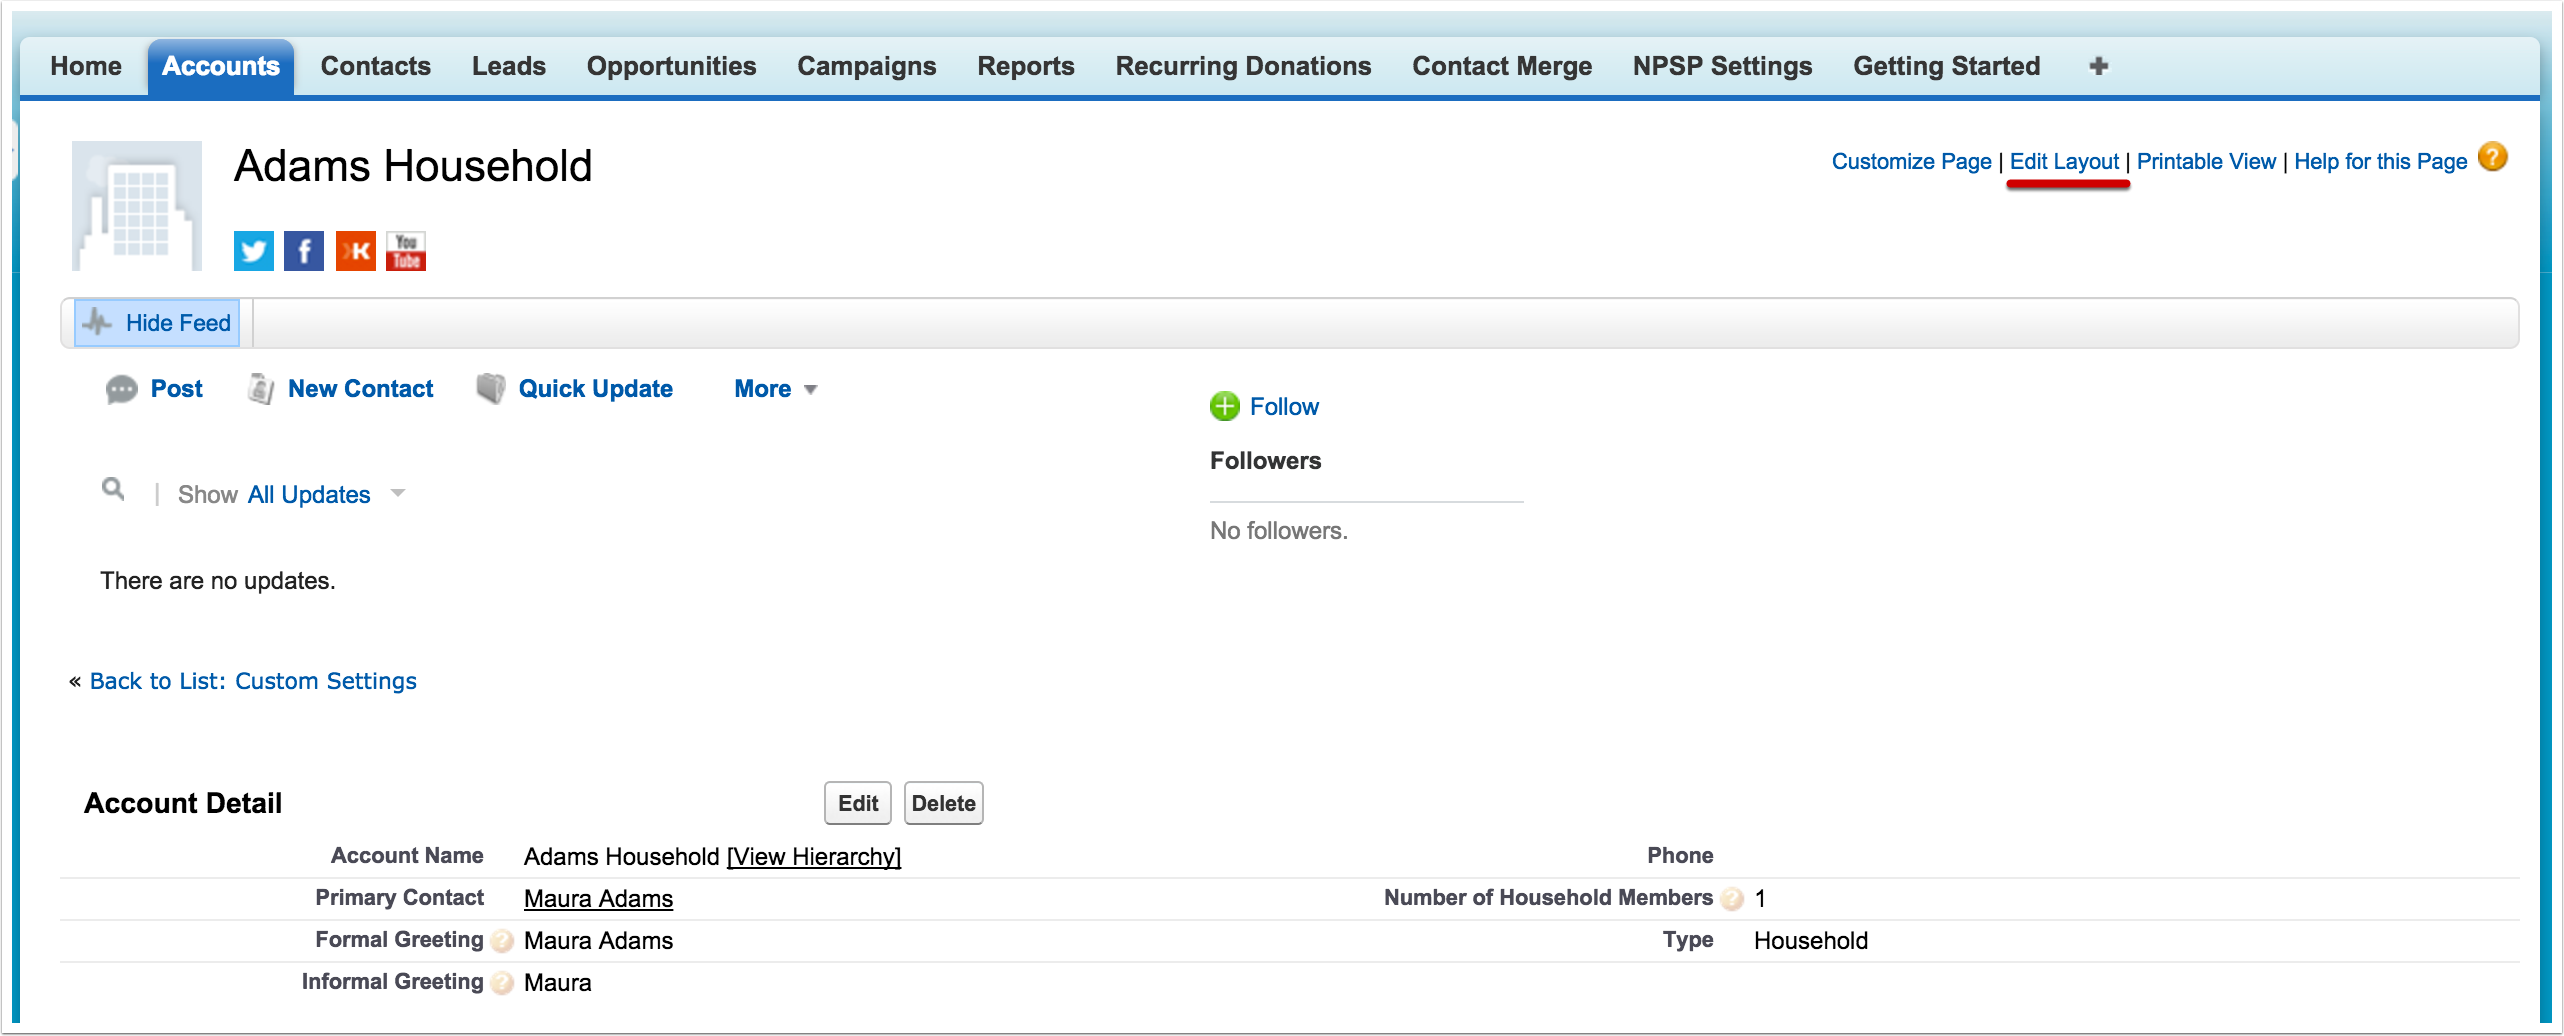 Home Accounts Contacts Leads Opportunities Campaigns Reports Recurring Donations Contact Merge NPSP Settings Getting Started +
Adams Household
Customize Page | Edit Layout | Printable View | Help for this Page ?
f K You Tube
Hide Feed
Post New Contact Quick Update More
Follow
Followers
Show All Updates
No followers.
There are no updates.
« Back to List: Custom Settings
Account Detail Edit Delete
Account Name Adams Household [View Hierarchy] Phone
Primary Contact Maura Adams Number of Household Members ? 1
Formal Greeting ? Maura Adams Type Household
Informal Greeting ? Maura